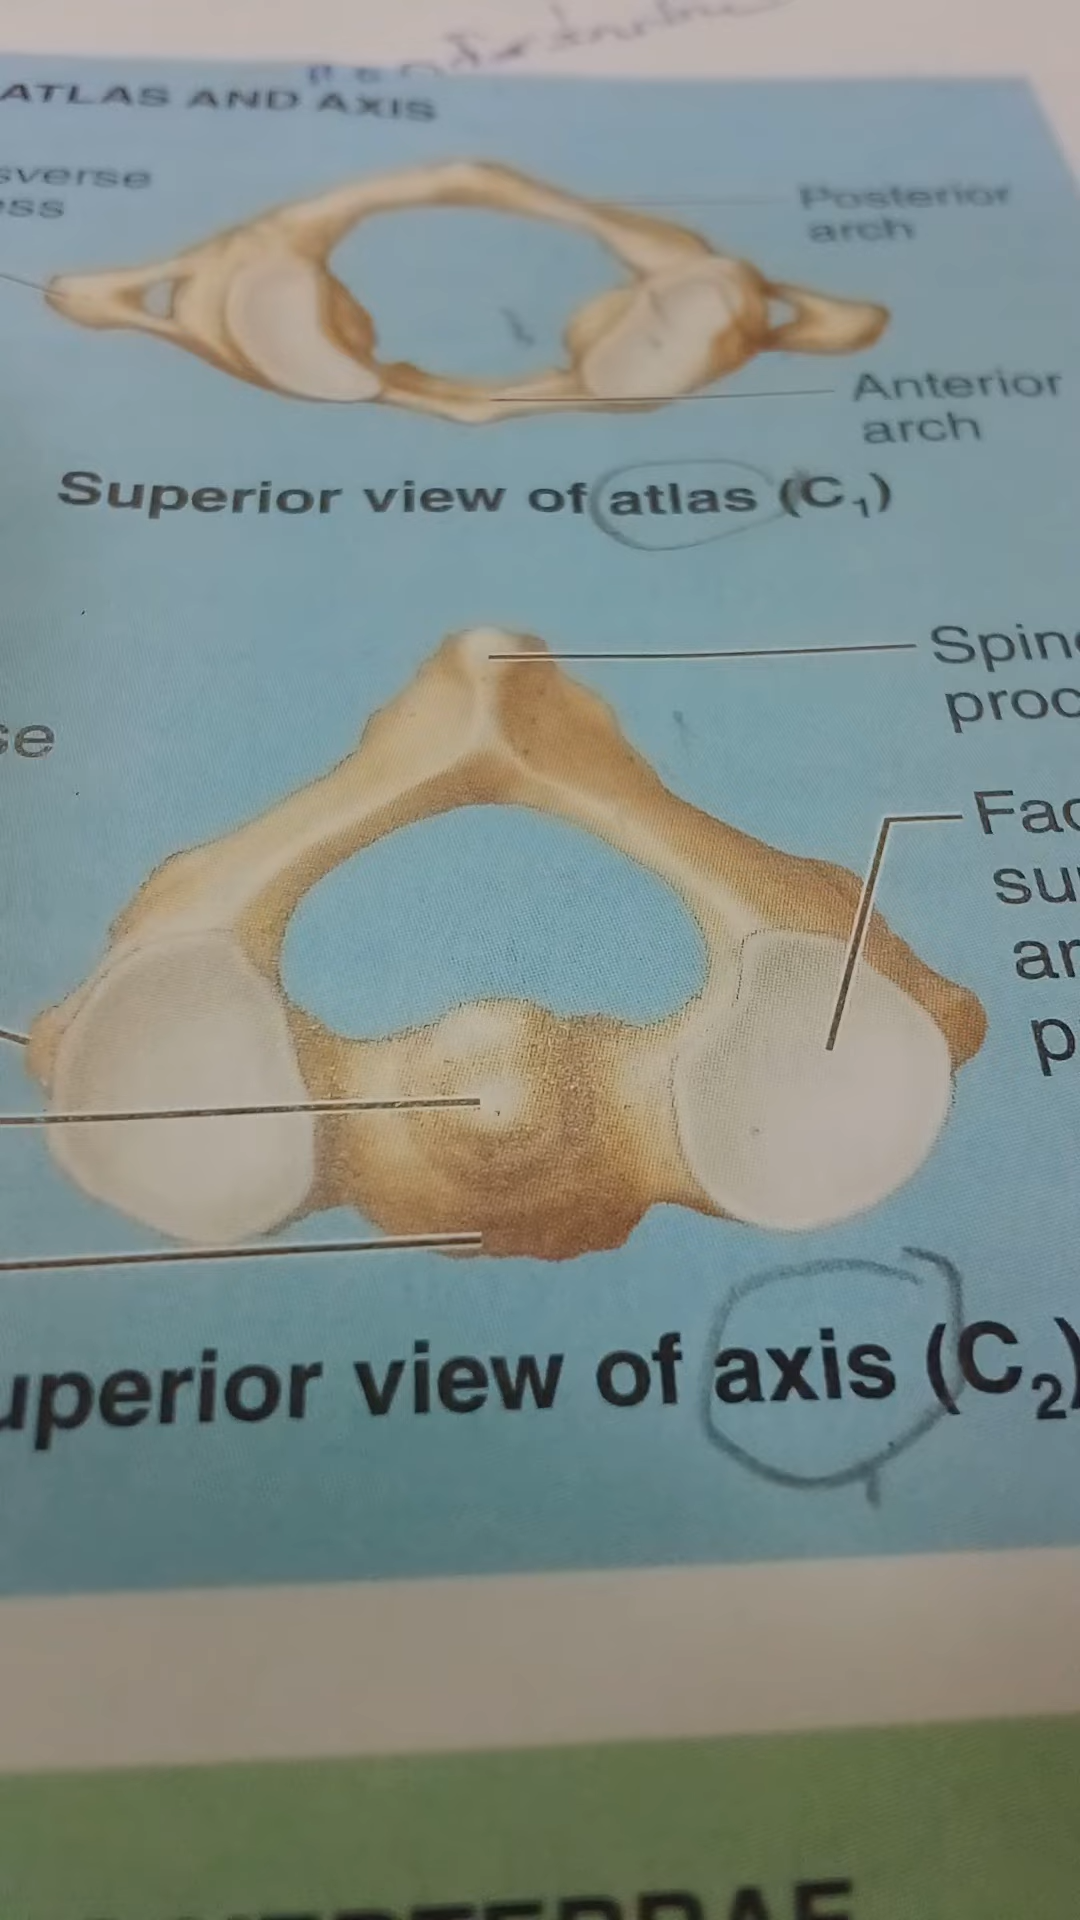 ATLAS AND AXIS
sverse
ess
Posterior
arch
Anterior
arch
Superior view of atlas (C₁)
Spin
proc
se
Fac
su
ar
p
uperior view of axis (C₂)